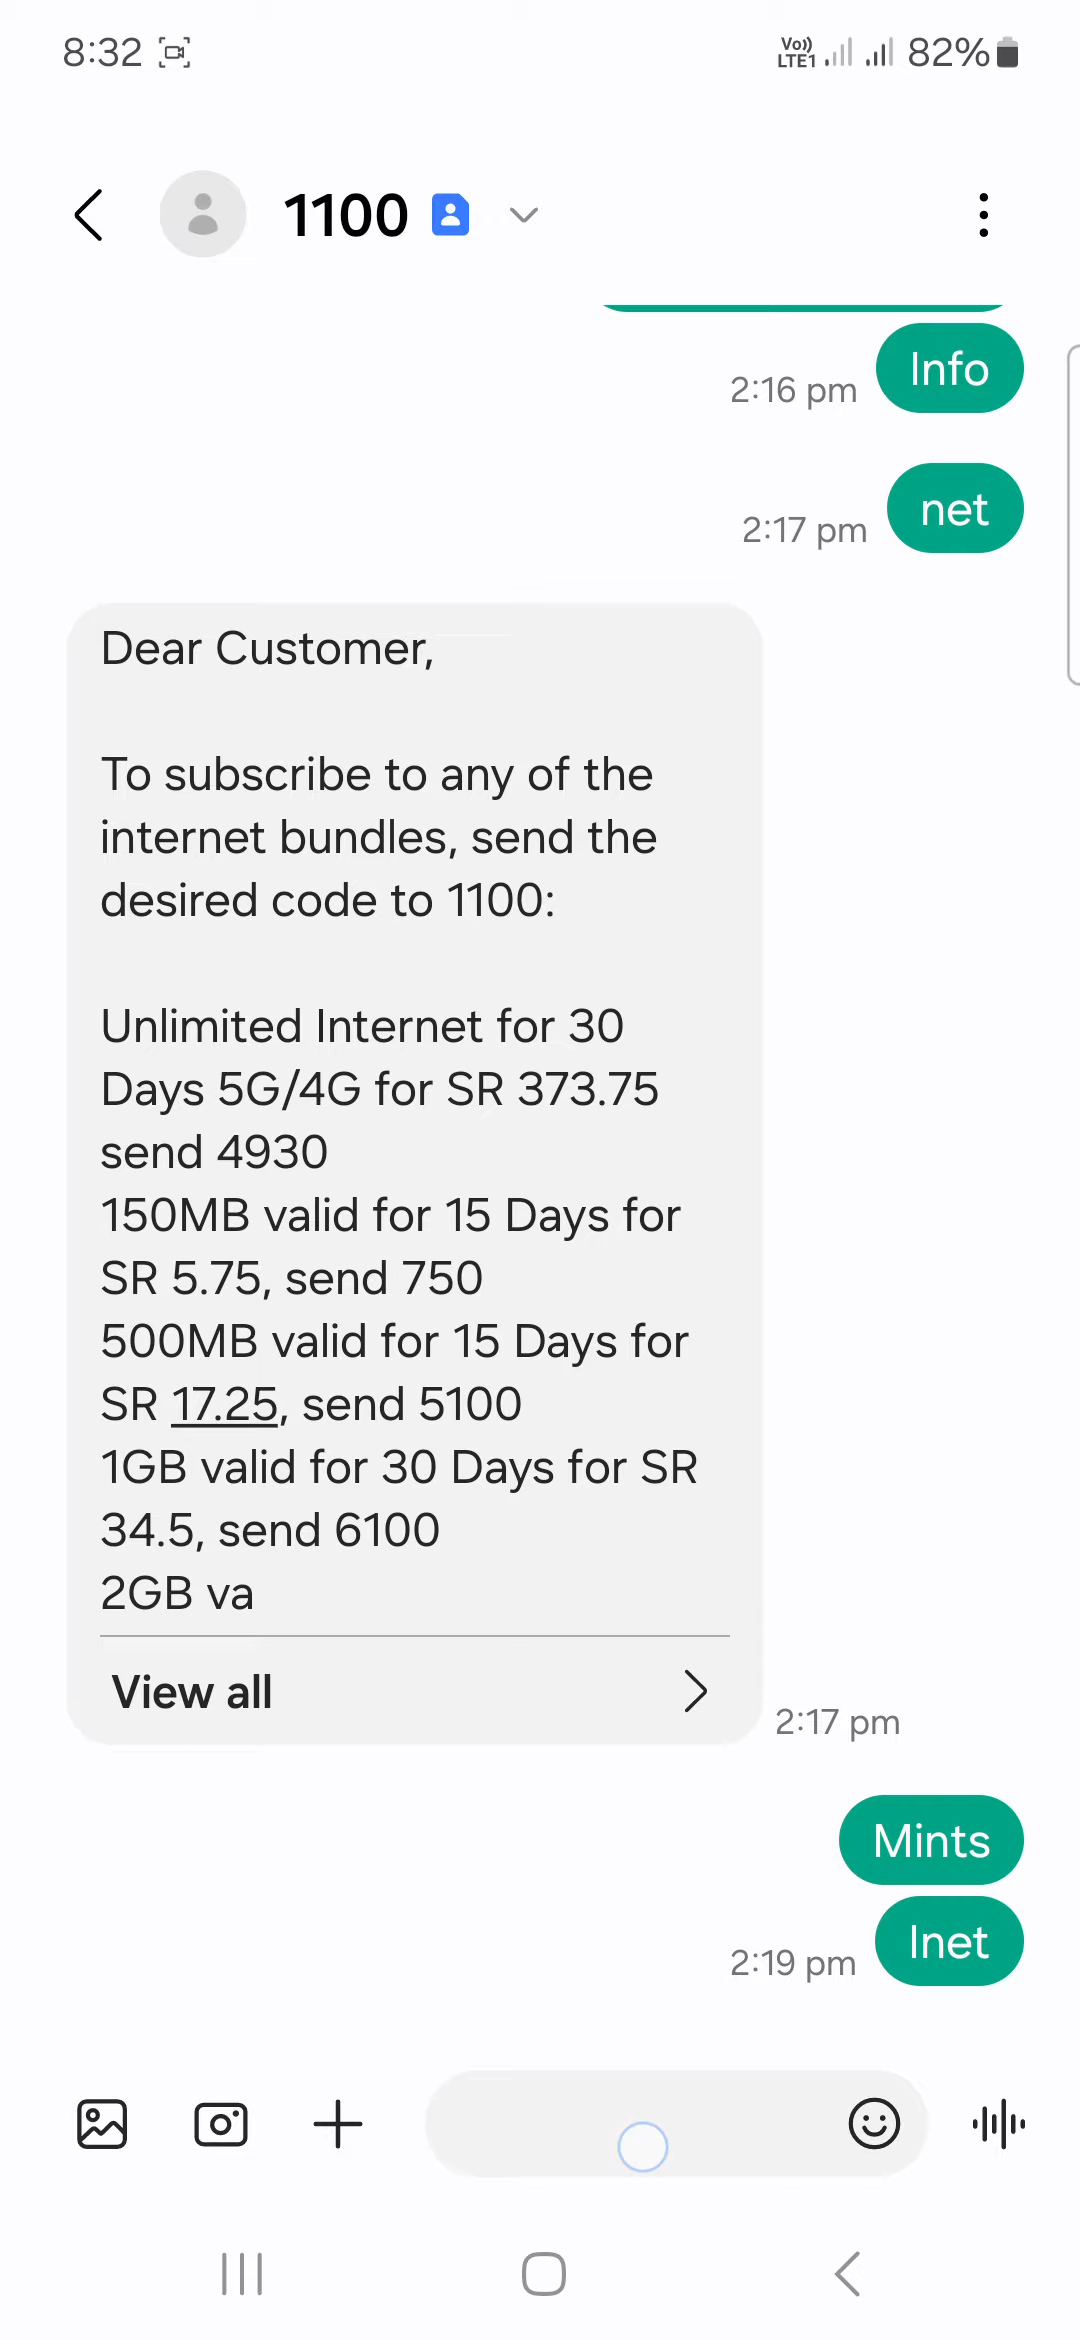 8:32
Vo)) LTE1 82%
1100
Info
2:16 pm
net
2:17 pm
Dear Customer,
To subscribe to any of the
internet bundles, send the
desired code to 1100:
Unlimited Internet for 30
Days 5G/4G for SR 373.75
send 4930
150MB valid for 15 Days for
SR 5.75, send 750
500MB valid for 15 Days for
SR 17.25, send 5100
1GB valid for 30 Days for SR
34.5, send 6100
2GB va
View all
2:17 pm
Mints
Inet
2:19 pm